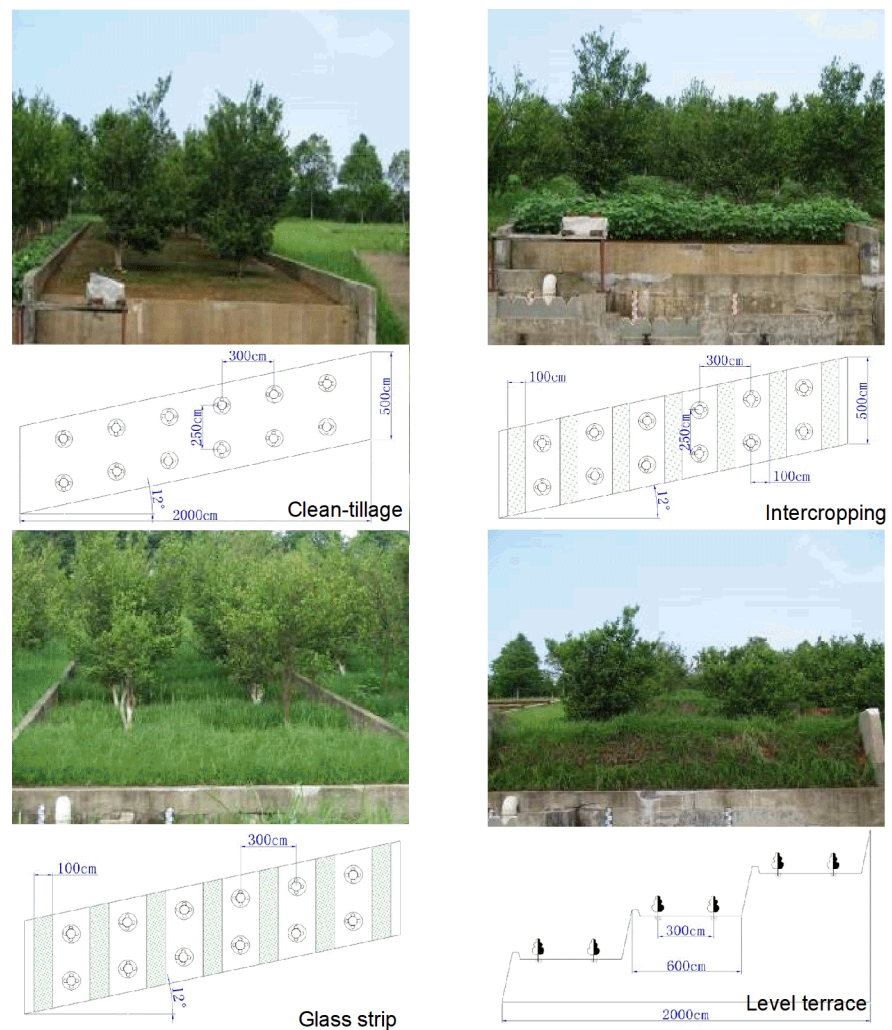 300cm
500cm
250cm
12°
2000cm
Clean-tillage
300cm
100cm
500cm
250cm
100cm
12°
Intercropping
300cm
100cm
12°
Glass strip
300cm
600cm
Level terrace
2000cm